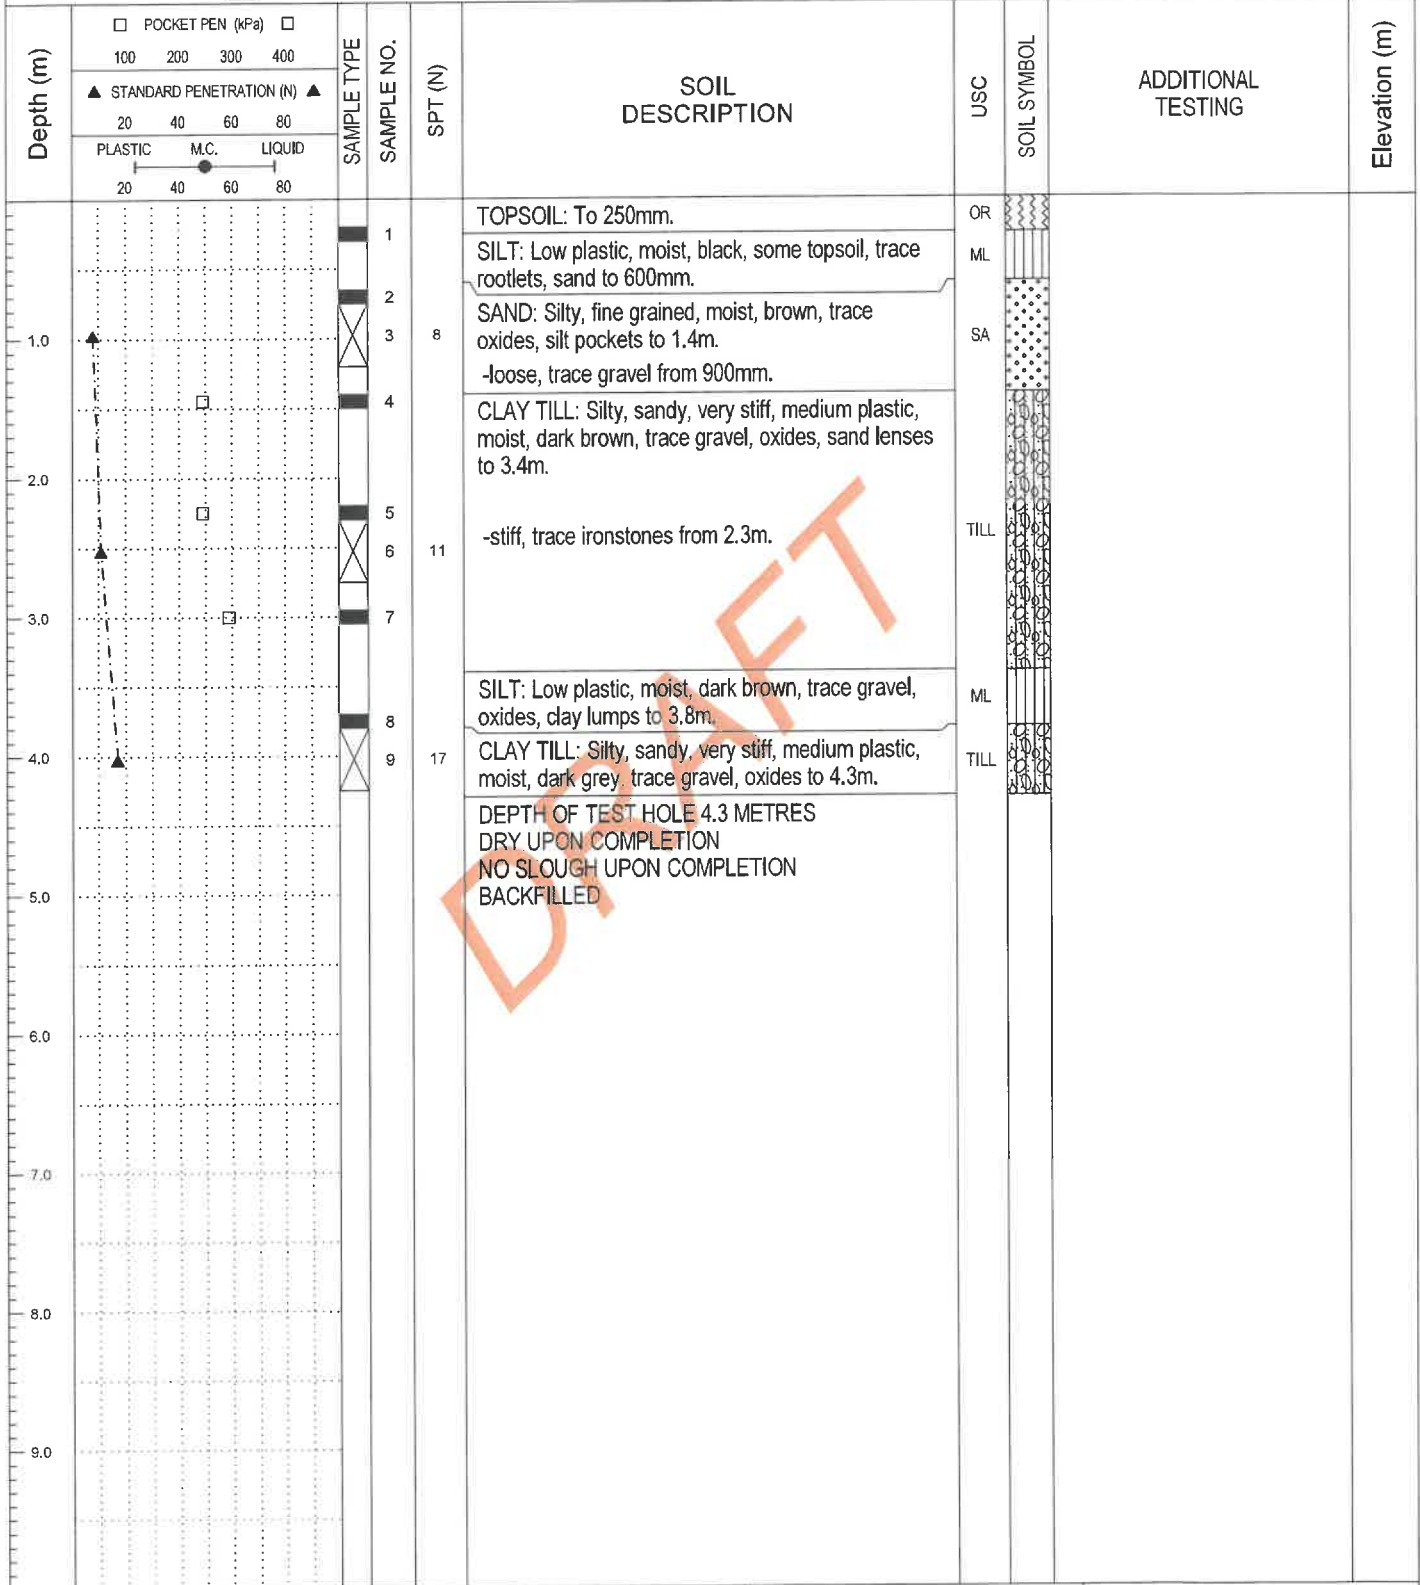 Depth (m)
□ POCKET PEN (kPa) □
100 200 300 400
▲ STANDARD PENETRATION (N) ▲
20 40 60 80
PLASTIC M.C. LIQUID
20 40 60 80
SAMPLE TYPE
SAMPLE NO.
SPT (N)
SOIL
DESCRIPTION
USC
SOIL SYMBOL
ADDITIONAL
TESTING
Elevation (m)
TOPSOIL: To 250mm.
OR
1
SILT: Low plastic, moist, black, some topsoil, trace
rootlets, sand to 600mm.
ML
2
SAND: Silty, fine grained, moist, brown, trace
oxides, silt pockets to 1.4m.
-loose, trace gravel from 900mm.
1.0
3
8
SA
4
CLAY TILL: Silty, sandy, very stiff, medium plastic,
moist, dark brown, trace gravel, oxides, sand lenses
to 3.4m.
2.0
5
-stiff, trace ironstones from 2.3m.
TILL
6
11
3.0
7
SILT: Low plastic, moist, dark brown, trace gravel,
oxides, clay lumps to 3.8m.
ML
8
CLAY TILL: Silty, sandy, very stiff, medium plastic,
moist, dark grey, trace gravel, oxides to 4.3m.
4.0
9
17
TILL
DEPTH OF TEST HOLE 4.3 METRES
DRY UPON COMPLETION
NO SLOUGH UPON COMPLETION
BACKFILLED
5.0
6.0
7.0
8.0
9.0
DRAFT